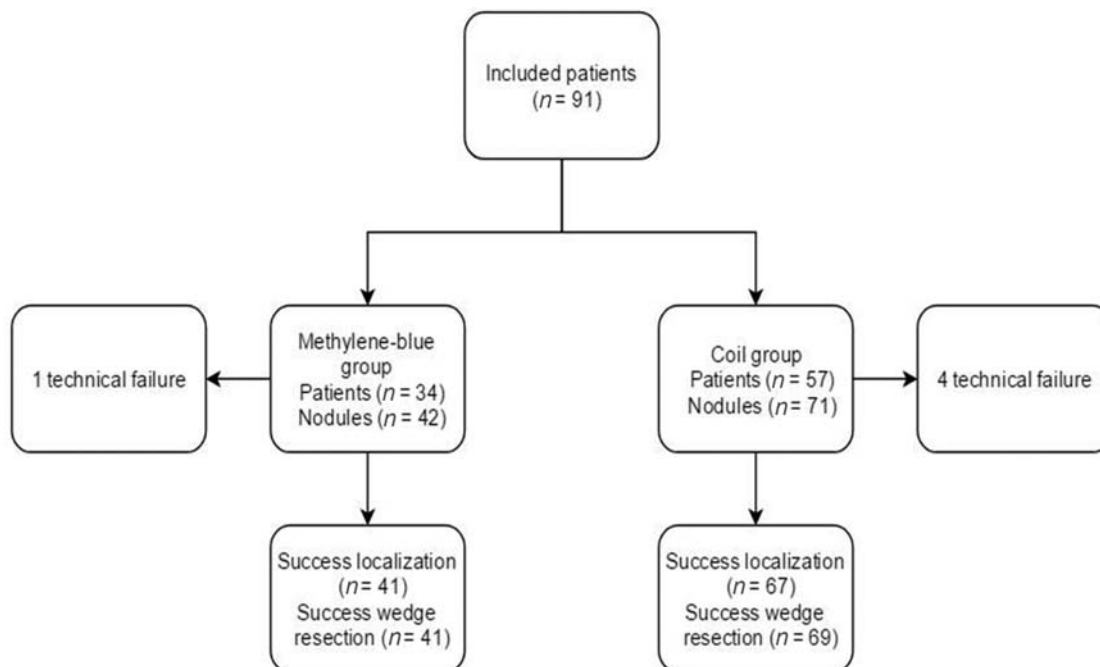 Included patients
(n = 91)
1 technical failure
Methylene-blue
group
Patients (n = 34)
Nodules (n = 42)
Coil group
Patients (n = 57)
Nodules (n = 71)
4 technical failure
Success localization
(n = 41)
Success wedge
resection (n = 41)
Success localization
(n = 67)
Success wedge
resection (n = 69)